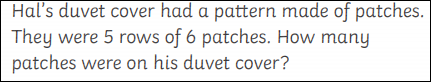 Hal's duvet cover had a pattern made of patches.
They were 5 rows of 6 patches. How many
patches were on his duvet cover?